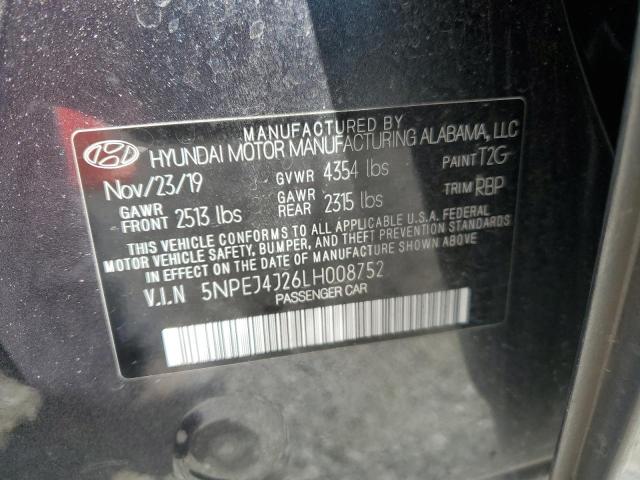 MANUFACTURED BY
HYUNDAI MOTOR MANUFACTURING ALABAMA, LLC
Nov/23/19 GVWR 4354 lbs PAINT T2G
GAWR FRONT 2513 lbs GAWR REAR 2315 lbs TRIM RBP
THIS VEHICLE CONFORMS TO ALL APPLICABLE U.S.A. FEDERAL
MOTOR VEHICLE SAFETY, BUMPER, AND THEFT PREVENTION STANDARDS
IN EFFECT ON THE DATE OF MANUFACTURE SHOWN ABOVE.
V.I.N 5NPEJ4J26LH008752
PASSENGER CAR